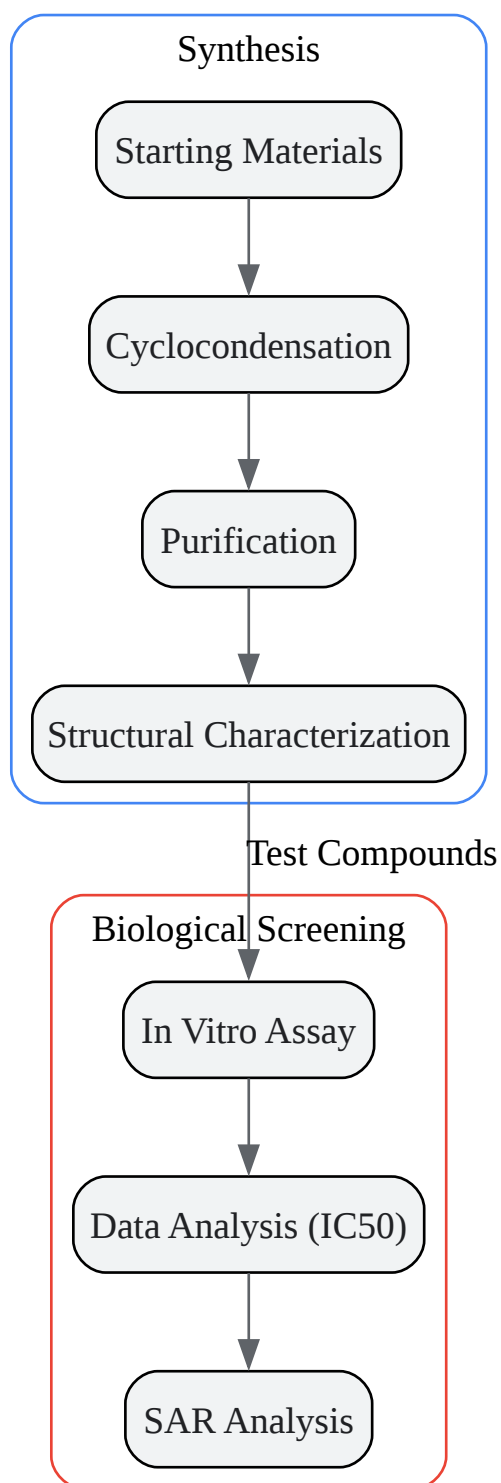 Synthesis
Starting Materials
Cyclocondensation
Purification
Structural Characterization
Test Compounds
Biological Screening
In Vitro Assay
Data Analysis (IC50)
SAR Analysis